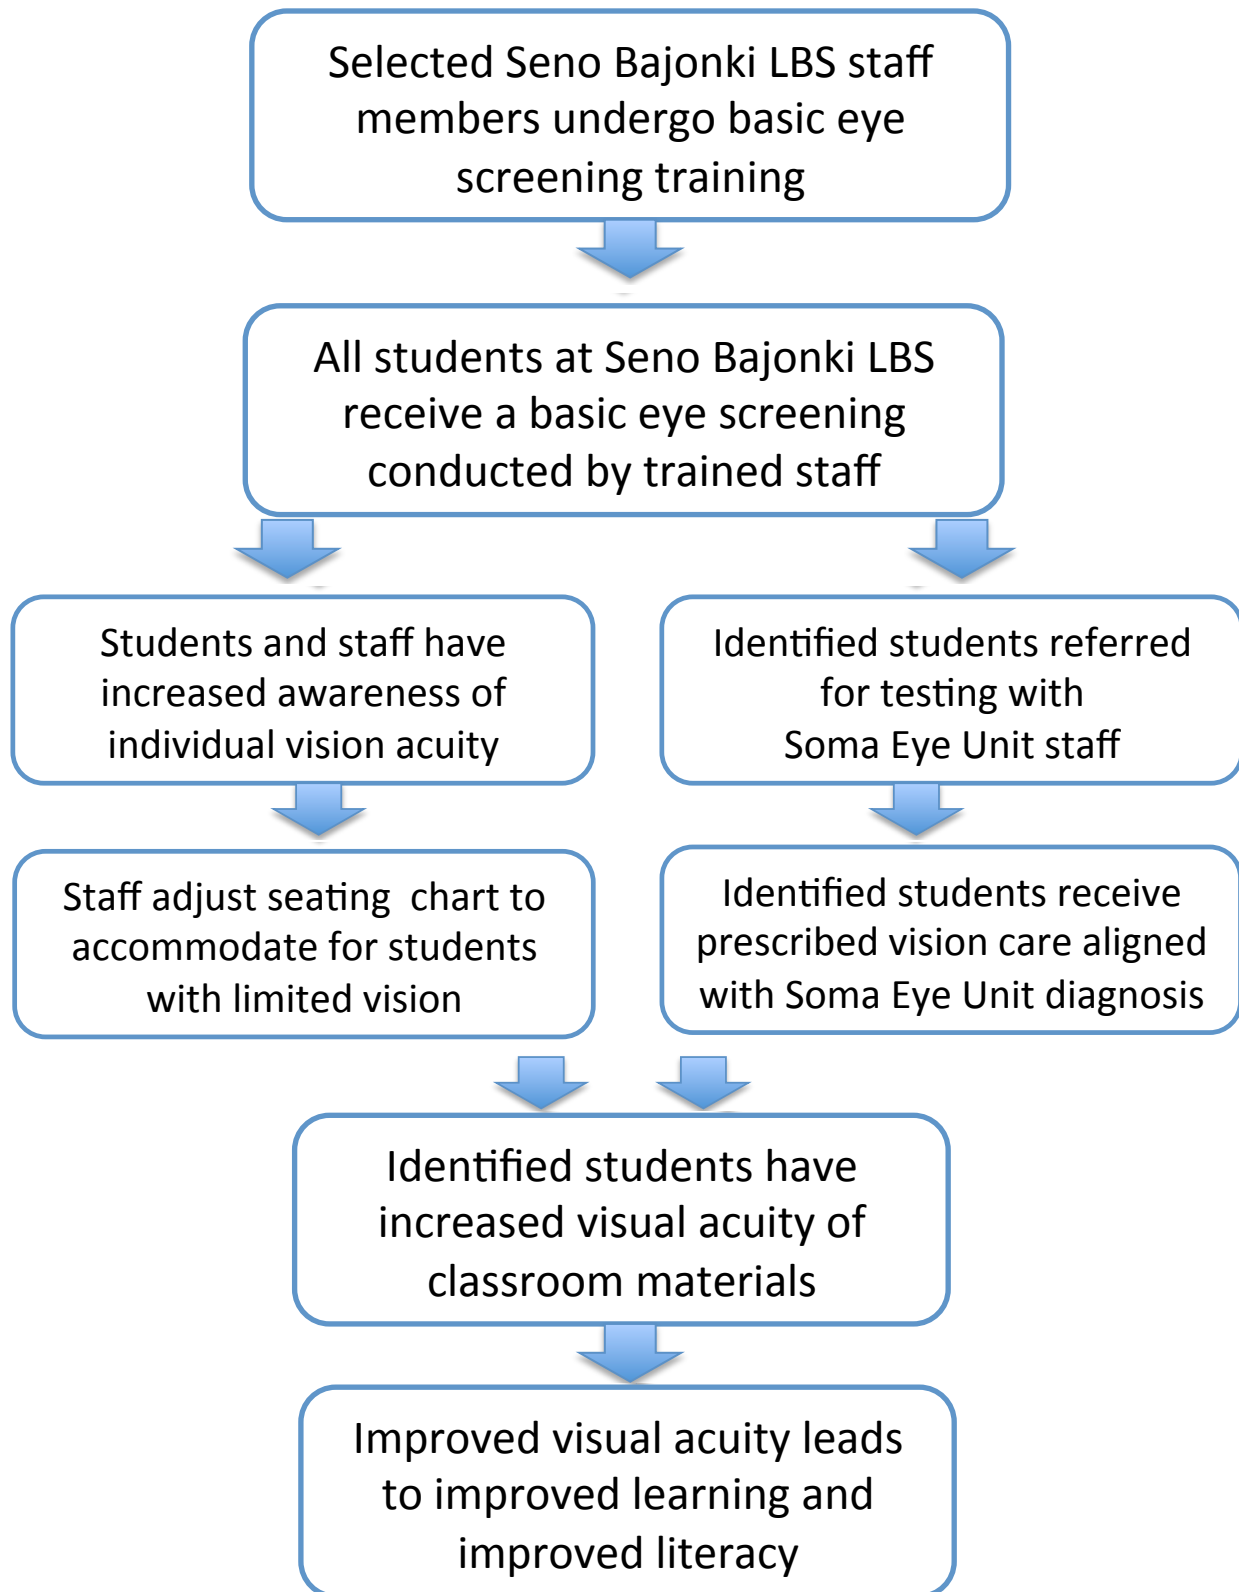 Selected Seno Bajonki LBS staff
members undergo basic eye
screening training
All students at Seno Bajonki LBS
receive a basic eye screening
conducted by trained staff
Students and staff have
increased awareness of
individual vision acuity
Identified students referred
for testing with
Soma Eye Unit staff
Staff adjust seating  chart to
accommodate for students
with limited vision
Identified students receive
prescribed vision care aligned
with Soma Eye Unit diagnosis
Identified students have
increased visual acuity of
classroom materials
Improved visual acuity leads
to improved learning and
improved literacy